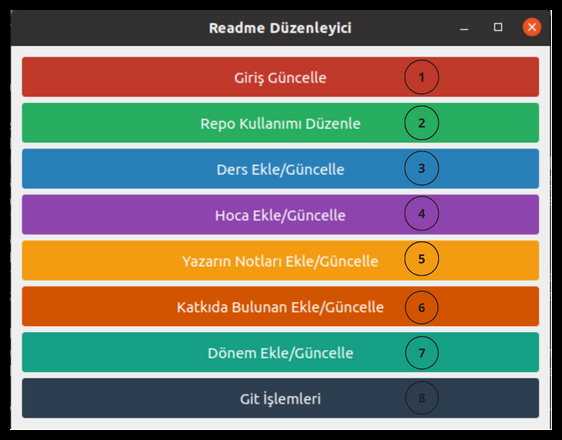 Readme Düzenleyici
Giriş Güncelle 1
Repo Kullanımı Düzenle 2
Ders Ekle/Güncelle 3
Hoca Ekle/Güncelle 4
Yazarın Notları Ekle/Güncelle 5
Katkıda Bulunan Ekle/Güncelle 6
Dönem Ekle/Güncelle 7
Git İşlemleri 8